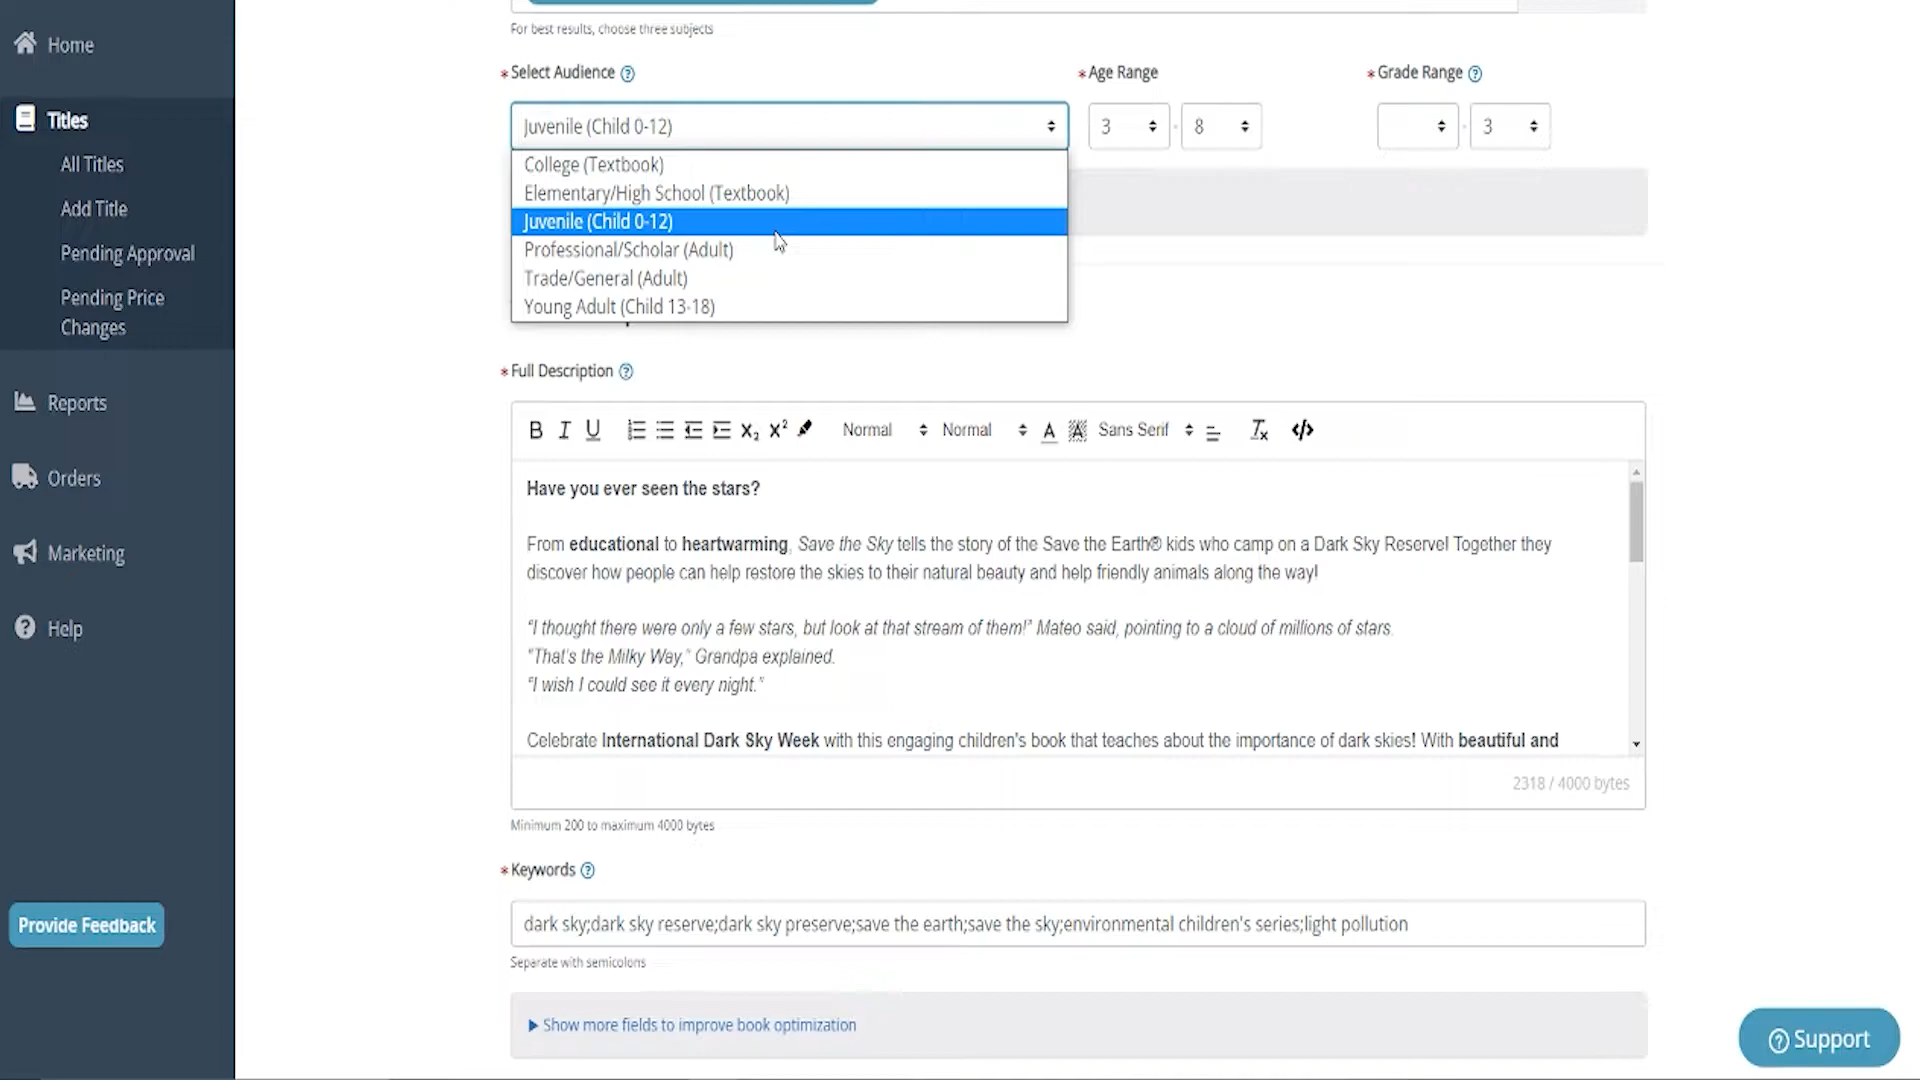 Home
Titles
All Titles
Add Title
Pending Approval
Pending Price
Changes
Reports
Orders
Marketing
Help
Provide Feedback
For best results, choose three subjects
* Select Audience ?
* Age Range
* Grade Range ?
Juvenile (Child 0-12)
3 - 8
- 3
College (Textbook)
Elementary/High School (Textbook)
Juvenile (Child 0-12)
Professional/Scholar (Adult)
Trade/General (Adult)
Young Adult (Child 13-18)
* Full Description ?
B I U X₂ X² Normal Normal A A Sans Serif Tx </>
Have you ever seen the stars?
From educational to heartwarming, Save the Sky tells the story of the Save the Earth® kids who camp on a Dark Sky Reserve! Together they
discover how people can help restore the skies to their natural beauty and help friendly animals along the way!
"I thought there were only a few stars, but look at that stream of them!" Mateo said, pointing to a cloud of millions of stars.
"That's the Milky Way," Grandpa explained.
"I wish I could see it every night."
Celebrate International Dark Sky Week with this engaging children's book that teaches about the importance of dark skies! With beautiful and
2318 / 4000 bytes
Minimum 200 to maximum 4000 bytes
* Keywords ?
dark sky;dark sky reserve;dark sky preserve;save the earth;save the sky;environmental children's series;light pollution
Separate with semicolons
Show more fields to improve book optimization
? Support